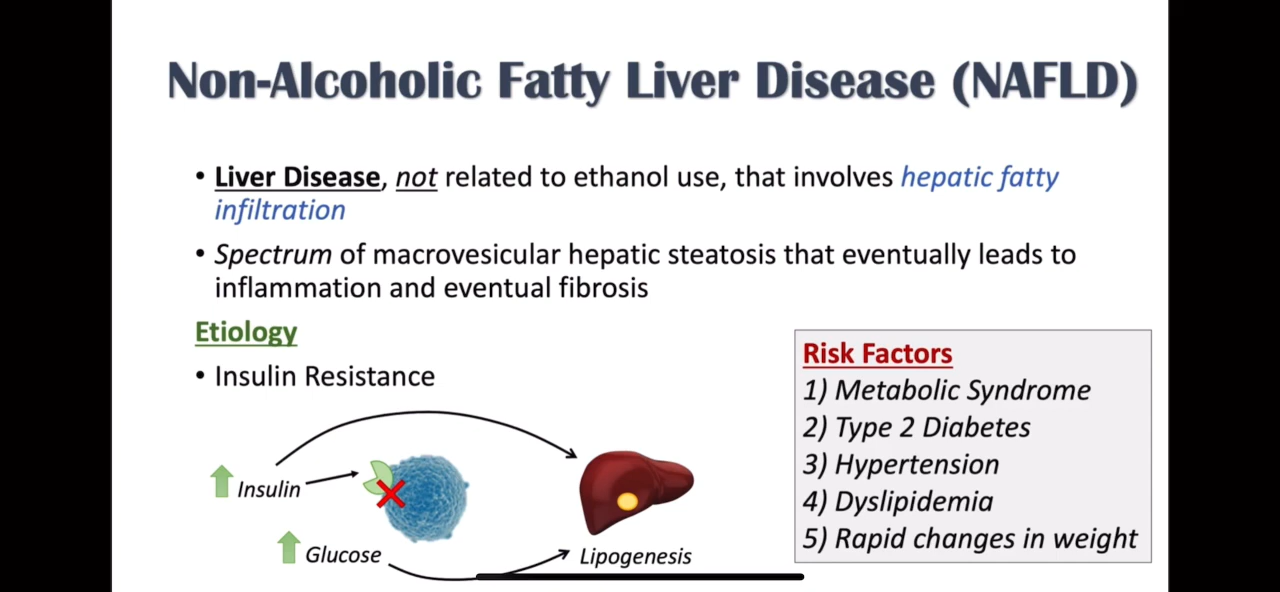 Non-Alcoholic Fatty Liver Disease (NAFLD)
• Liver Disease, not related to ethanol use, that involves hepatic fatty
infiltration
• Spectrum of macrovesicular hepatic steatosis that eventually leads to
inflammation and eventual fibrosis
Etiology
• Insulin Resistance
Insulin
Glucose
Lipogenesis
Risk Factors
1) Metabolic Syndrome
2) Type 2 Diabetes
3) Hypertension
4) Dyslipidemia
5) Rapid changes in weight